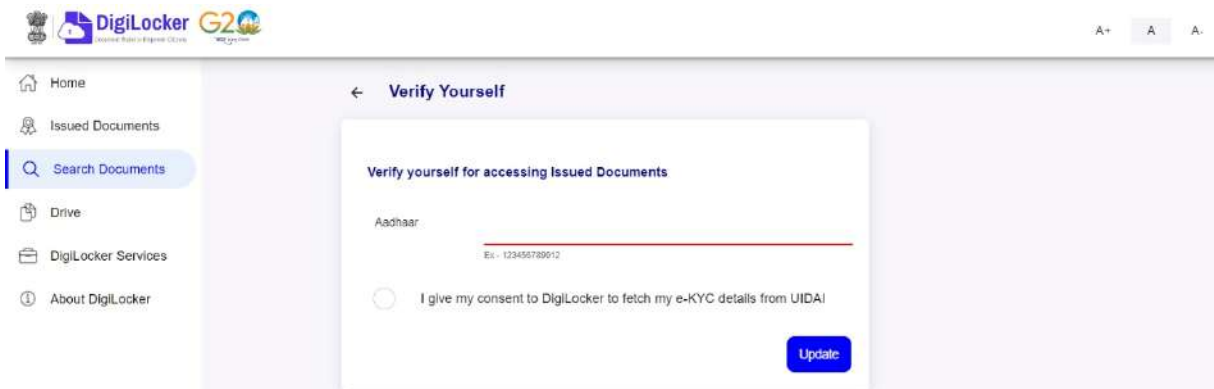 DigiLocker G20
A+ A A-
Home
Issued Documents
Search Documents
Drive
DigiLocker Services
About DigiLocker
← Verify Yourself
Verify yourself for accessing Issued Documents
Aadhaar
Ex - 123456789012
I give my consent to DigiLocker to fetch my e-KYC details from UIDAI
Update